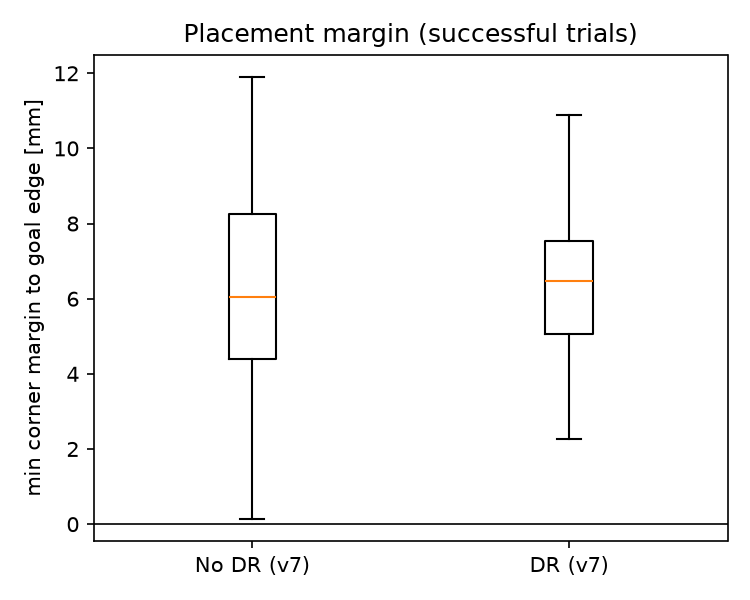 Placement margin (successful trials)
min corner margin to goal edge [mm]
12
10
8
6
4
2
0
No DR (v7)
DR (v7)